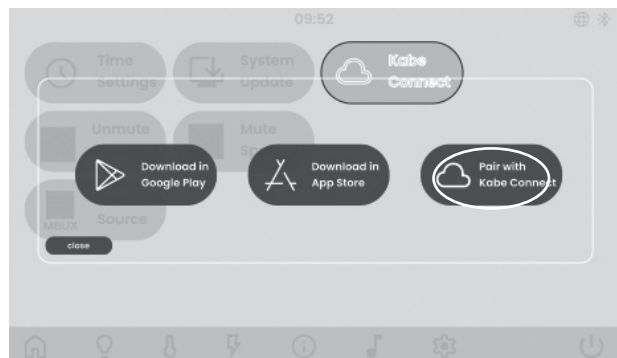 09:52
Time
Settings
System
Update
Kabe
Connect
Unmute
Mute
Download in
Google Play
Download in
App Store
Pair with
Kabe Connect
MBUX
Source
close